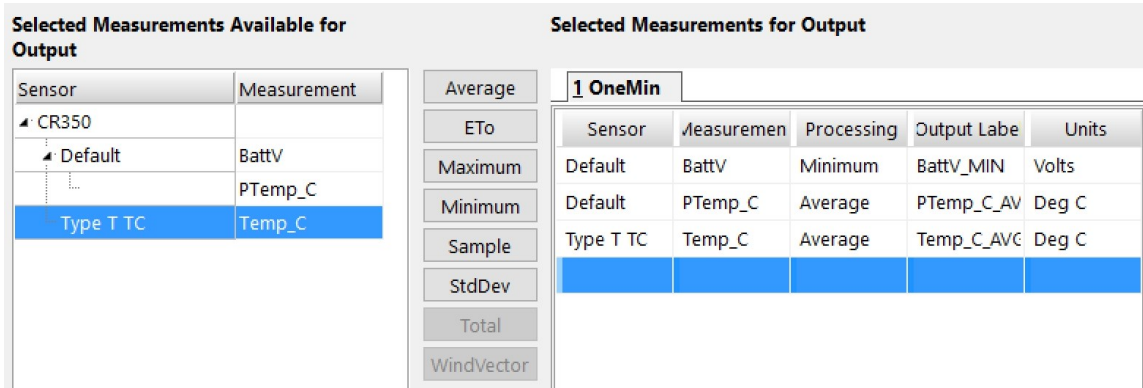 Selected Measurements Available for
Output
Sensor Measurement
CR350
Default BattV
PTemp_C
Type T TC Temp_C
Average
ETo
Maximum
Minimum
Sample
StdDev
Total
WindVector
Selected Measurements for Output
1 OneMin
Sensor Measuremen Processing Output Labe Units
Default BattV Minimum BattV_MIN Volts
Default PTemp_C Average PTemp_C_AV Deg C
Type T TC Temp_C Average Temp_C_AVG Deg C